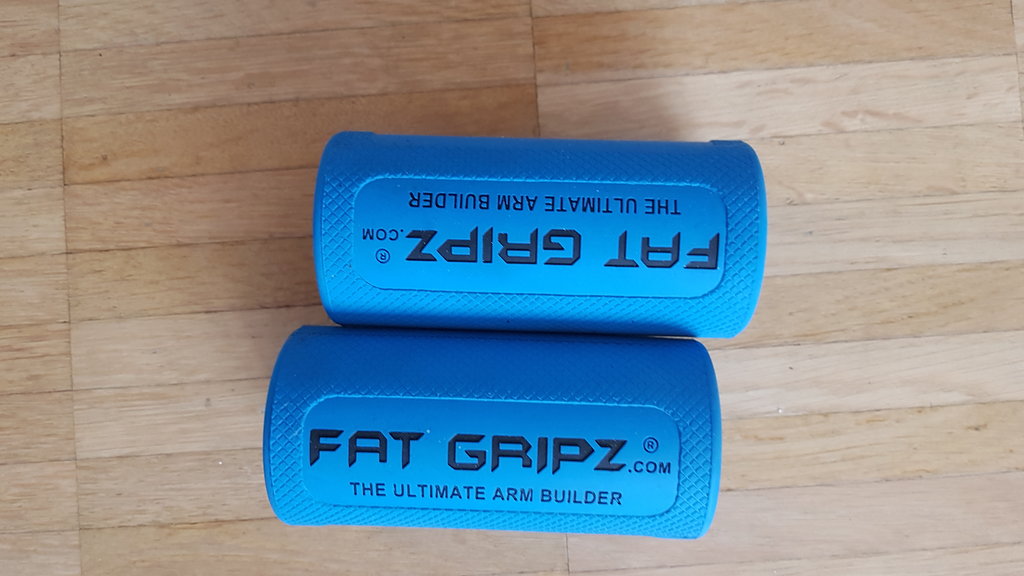 THE ULTIMATE ARM BUILDER
FAT GRIPZ®.COM
FAT GRIPZ®.COM
THE ULTIMATE ARM BUILDER